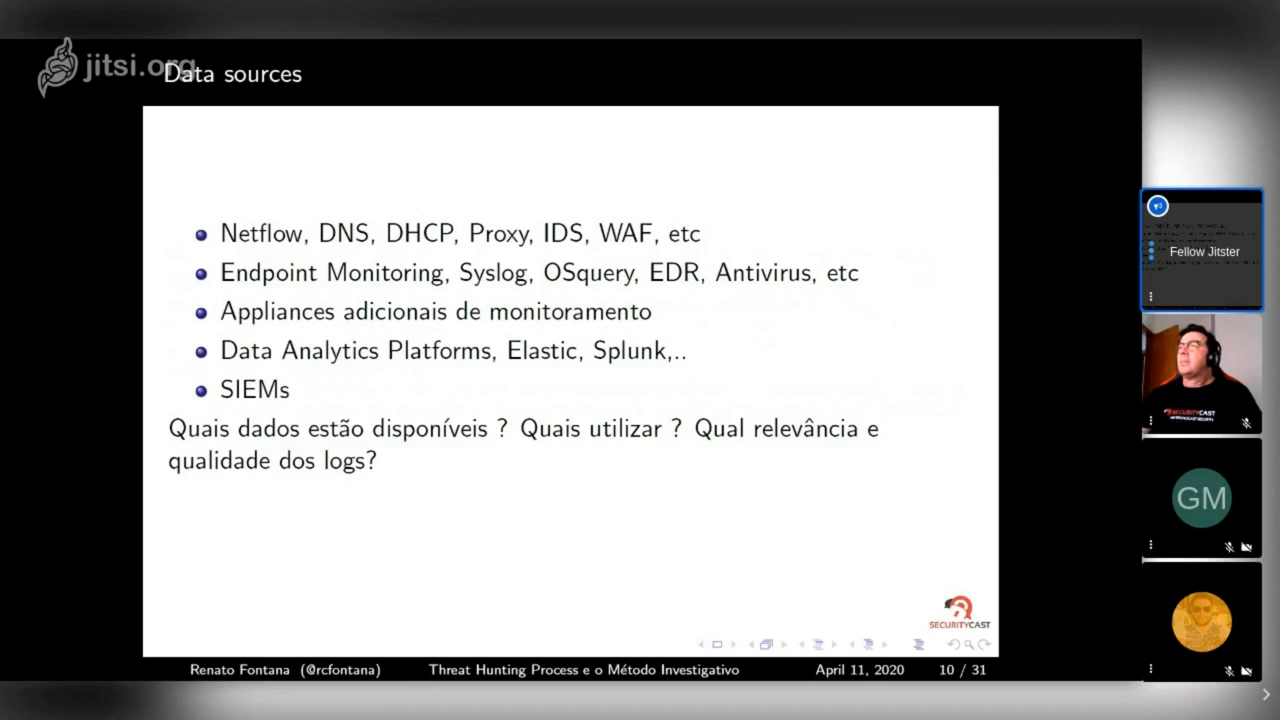 jitsi.org
Data sources
Netflow, DNS, DHCP, Proxy, IDS, WAF, etc
Endpoint Monitoring, Syslog, OSquery, EDR, Antivirus, etc
Appliances adicionais de monitoramento
Data Analytics Platforms, Elastic, Splunk,..
SIEMs
Quais dados estão disponíveis ? Quais utilizar ? Qual relevância e
qualidade dos logs?
SECURITYCAST
Renato Fontana (@rcfontana) Threat Hunting Process e o Método Investigativo April 11, 2020 10 / 31
Fellow Jitster
SECURITYCAST
GM